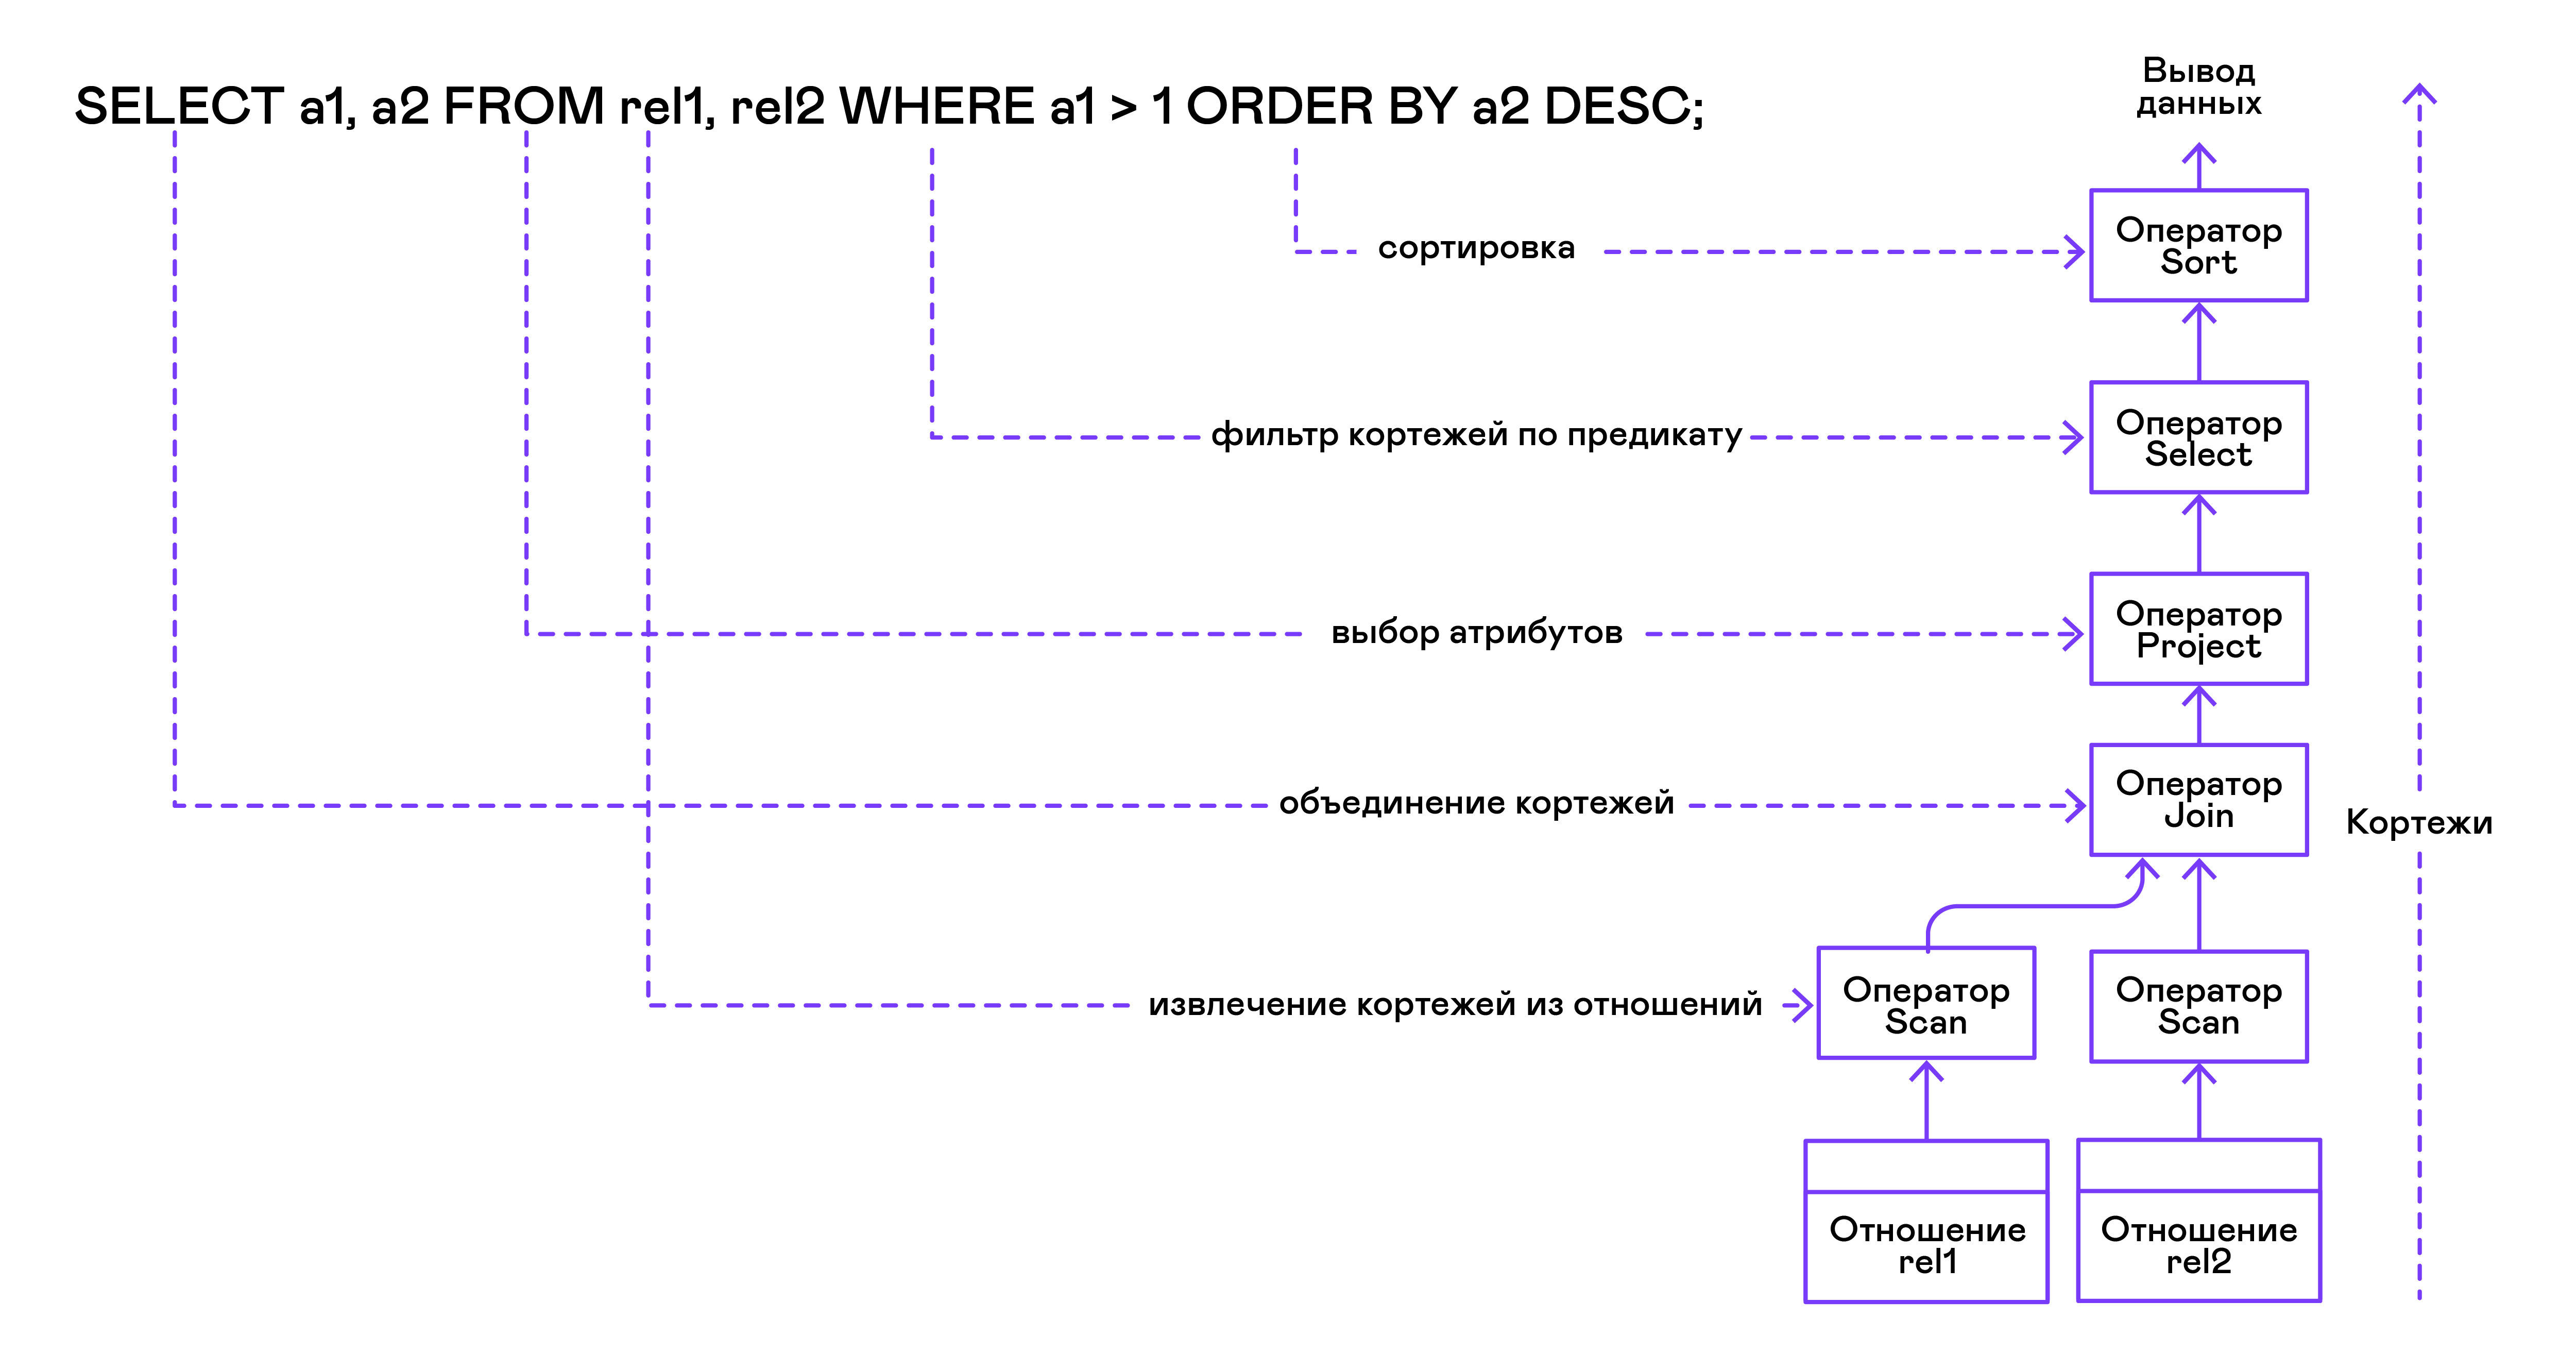 SELECT a1, a2 FROM rel1, rel2 WHERE a1 > 1 ORDER BY a2 DESC;
Вывод
данных
сортировка
Оператор
Sort
фильтр кортежей по предикату
Оператор
Select
выбор атрибутов
Оператор
Project
объединение кортежей
Оператор
Join
Кортежи
извлечение кортежей из отношений
Оператор
Scan
Оператор
Scan
Отношение
rel1
Отношение
rel2